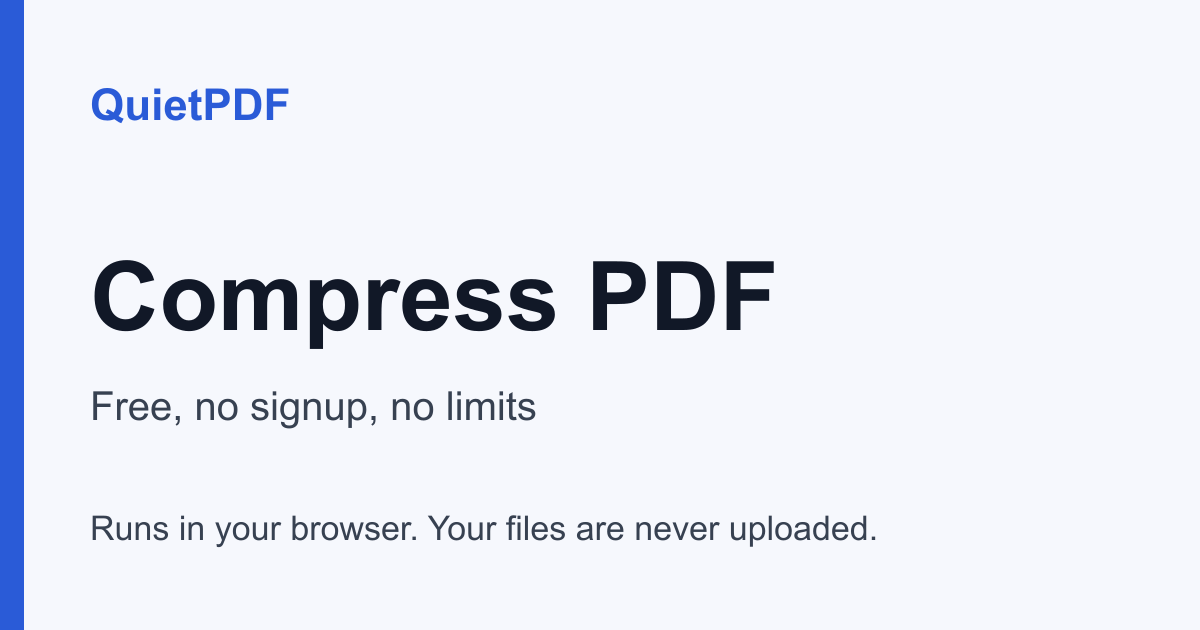 QuietPDF
Compress PDF
Free, no signup, no limits
Runs in your browser. Your files are never uploaded.